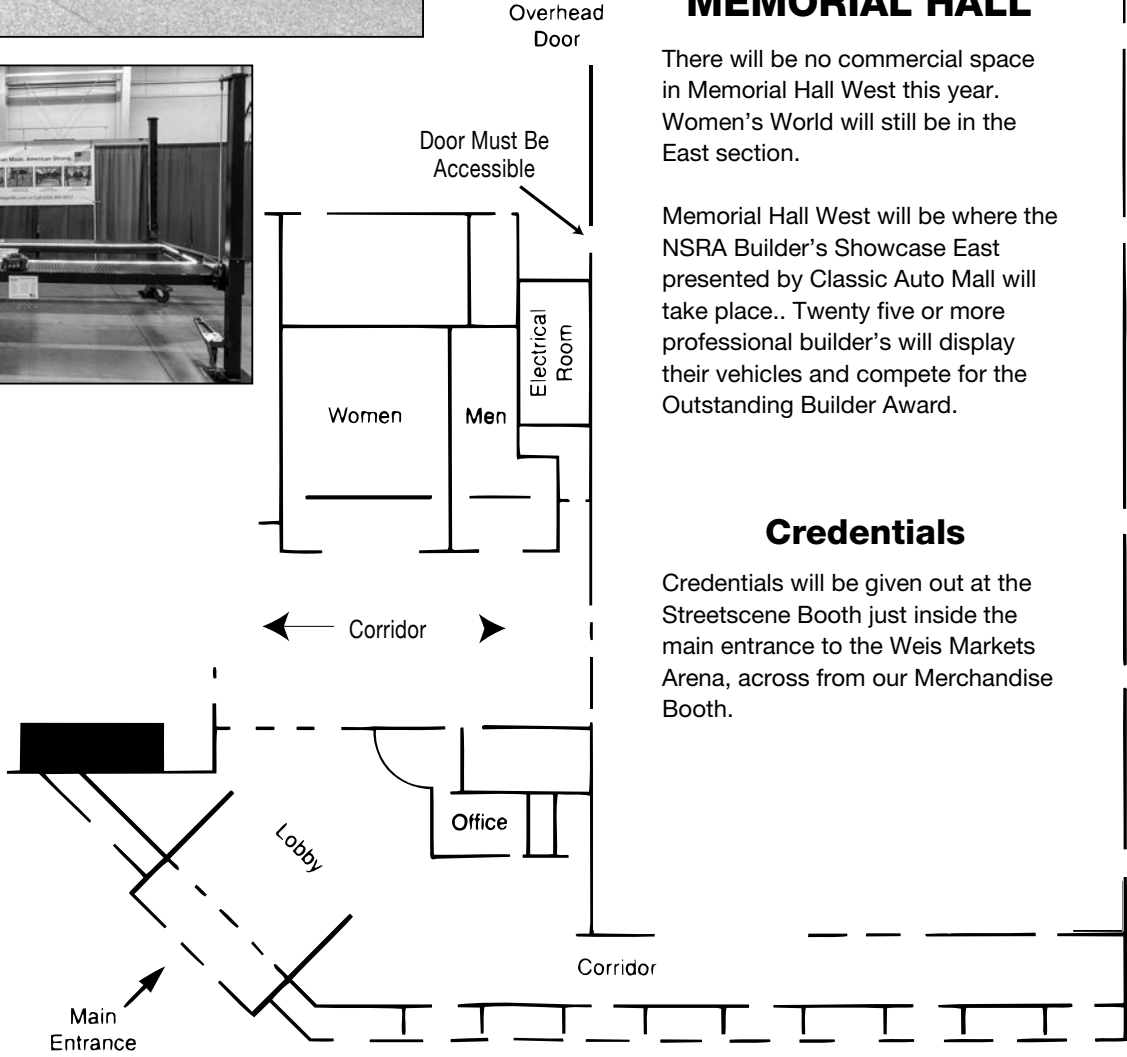 Overhead
Door
MEMORIAL HALL
There will be no commercial space
in Memorial Hall West this year.
Women's World will still be in the
East section.
Memorial Hall West will be where the
NSRA Builder's Showcase East
presented by Classic Auto Mall will
take place.. Twenty five or more
professional builder's will display
their vehicles and compete for the
Outstanding Builder Award.
Credentials
Credentials will be given out at the
Streetscene Booth just inside the
main entrance to the Weis Markets
Arena, across from our Merchandise
Booth.
Made. American Strong.
Door Must Be
Accessible
Electrical
Room
Women
Men
Corridor
Office
Lobby
Corridor
Main
Entrance